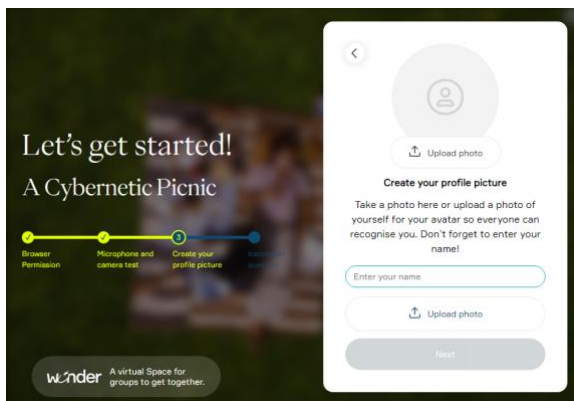 Let's get started!
A Cybernetic Picnic
3
Browser
Permission
Microphone and
camera test
Create your
profile picture
wonder
A virtual Space for
groups to get together.
Upload photo
Create your profile picture
Take a photo here or upload a photo of
yourself for your avatar so everyone can
recognise you. Don't forget to enter your
name!
Enter your name
Upload photo
Next